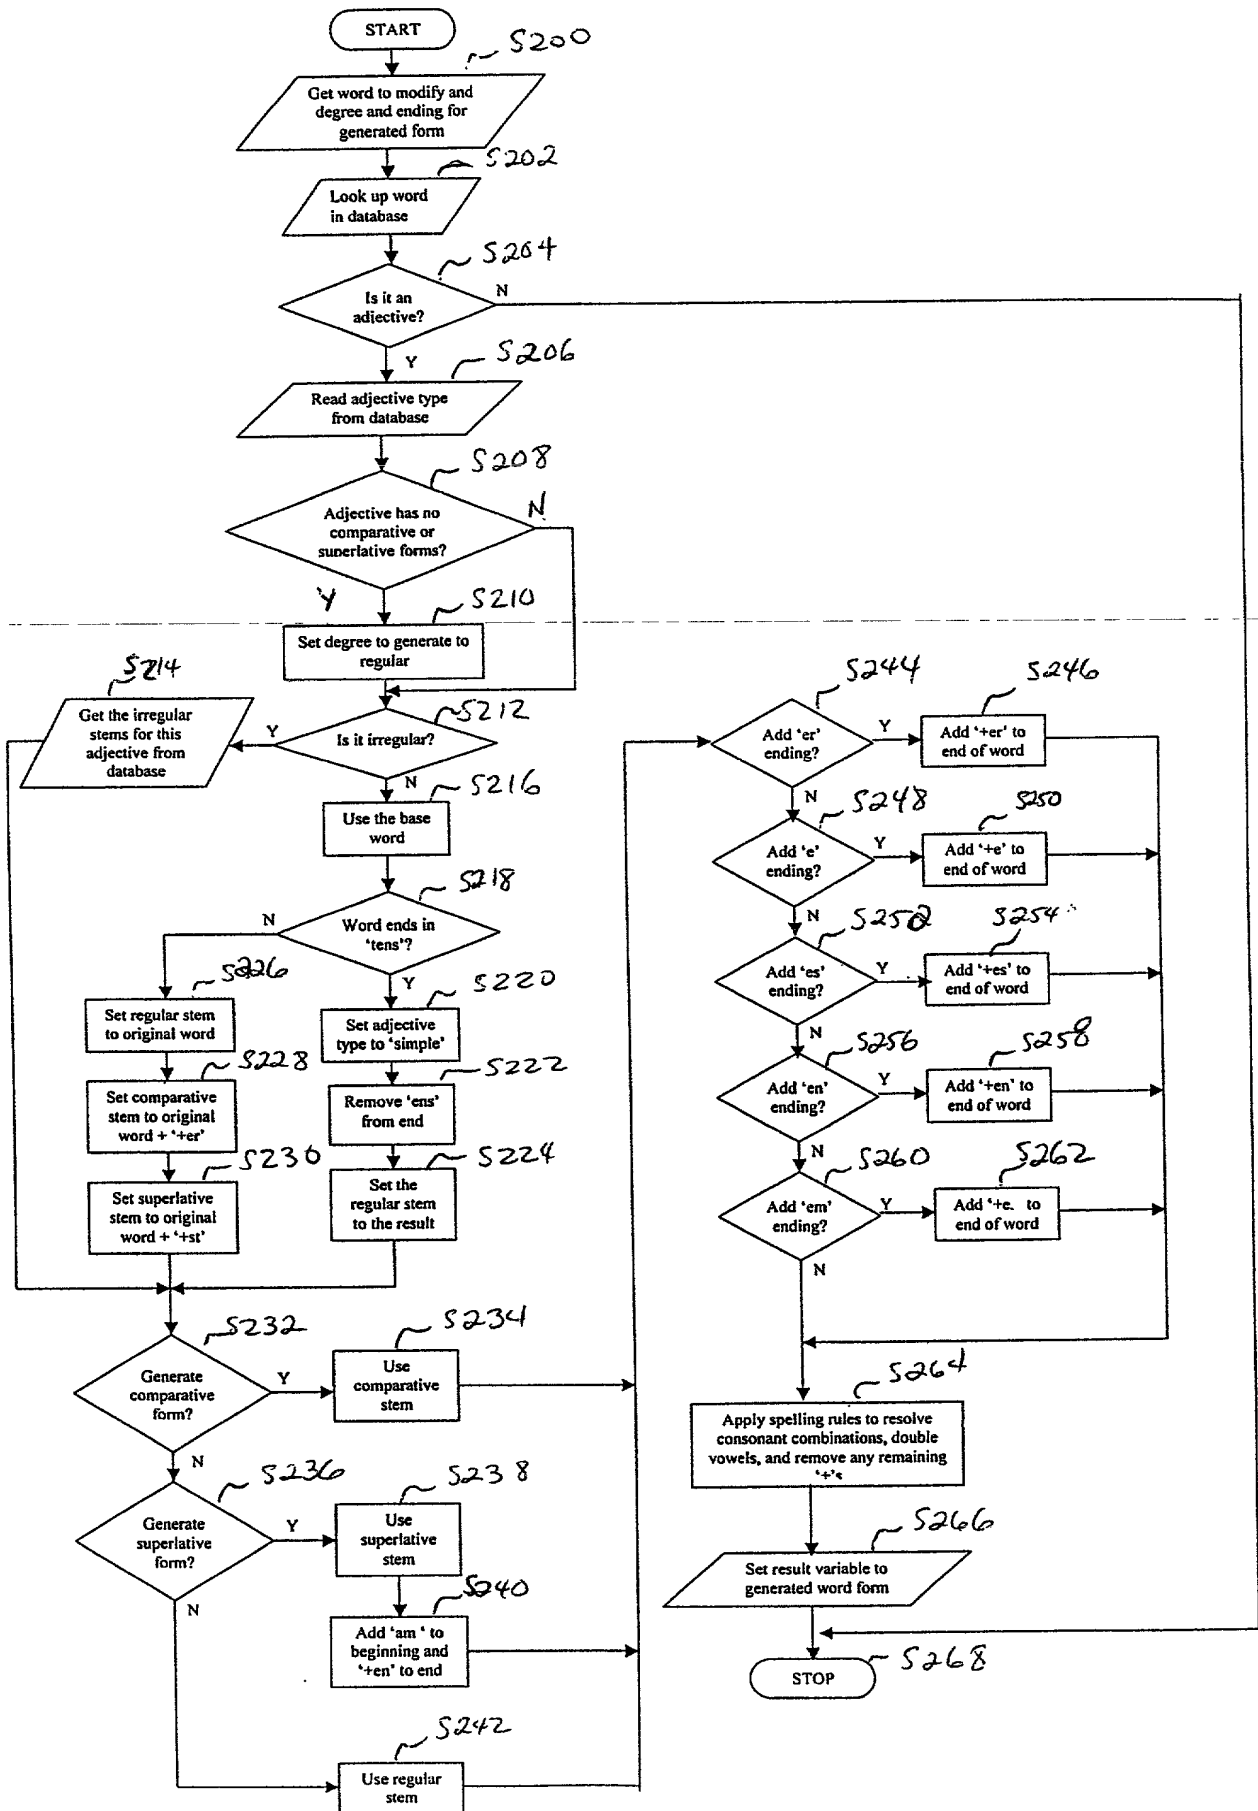 START
S200
Get word to modify and
degree and ending for
generated form
S202
Look up word
in database
S204
Is it an
adjective?
N
Y
S206
Read adjective type
from database
S208
Adjective has no
comparative or
superlative forms?
N
Y
S210
Set degree to generate to
regular
S214
Get the irregular
stems for this
adjective from
database
S212
Y
Is it irregular?
N
S216
Use the base
word
S218
N
Word ends in
‘tens’?
Y
S226
Set regular stem
to original word
S220
Set adjective
type to ‘simple’
S228
Set comparative
stem to original
word + ‘+er’
S222
Remove ‘ens’
from end
S230
Set superlative
stem to original
word + ‘+st’
S224
Set the
regular stem
to the result
S232
Generate
comparative
form?
Y
N
S234
Use
comparative
stem
S236
Generate
superlative
form?
Y
N
S238
Use
superlative
stem
S240
Add ‘am ‘ to
beginning and
‘+en’ to end
S242
Use regular
stem
S244
Add ‘er’
ending?
Y
N
S246
Add ‘+er’ to
end of word
S248
Add ‘e’
ending?
Y
N
S250
Add ‘+e’ to
end of word
S252
Add ‘es’
ending?
Y
N
S254
Add ‘+es’ to
end of word
S256
Add ‘en’
ending?
Y
N
S258
Add ‘+en’ to
end of word
S260
Add ‘em’
ending?
Y
N
S262
Add ‘+e. to
end of word
S264
Apply spelling rules to resolve
consonant combinations, double
vowels, and remove any remaining
‘+’s
S266
Set result variable to
generated word form
STOP
S268